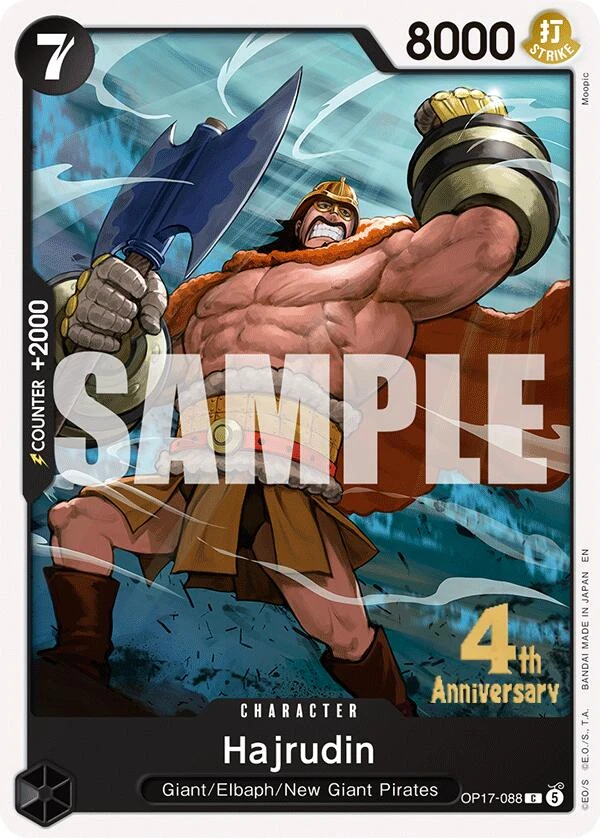 7
8000
打
STRIKE
Moopic
COUNTER +2000
SAMPLE
4th
Anniversary
CHARACTER
Hajrudin
Giant/Elbaph/New Giant Pirates
OP17-088 C 5
©EO/S ©E.O./S., T.A. BANDAI MADE IN JAPAN EN